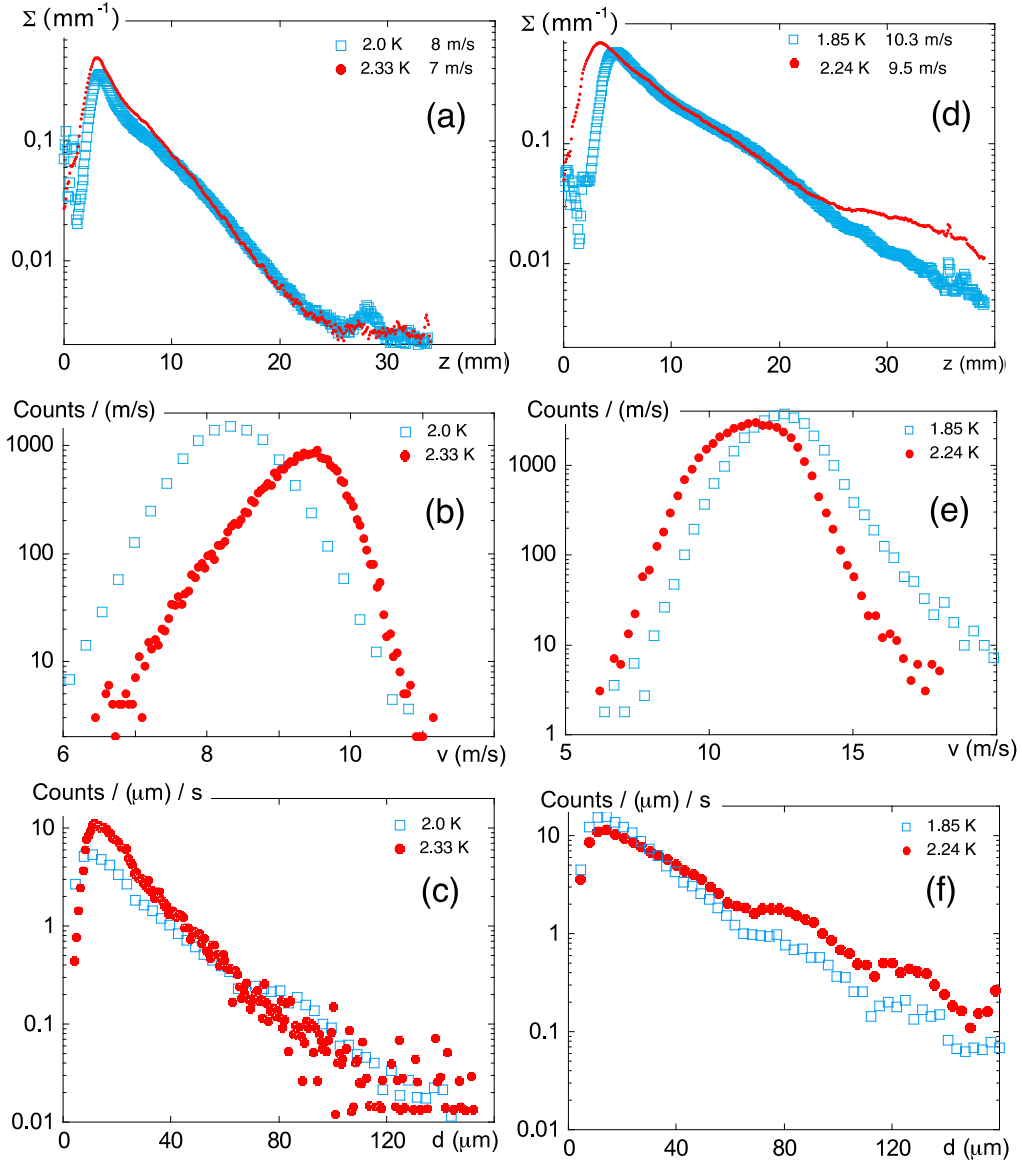 Σ (mm⁻¹)
2.0 K 8 m/s
2.33 K 7 m/s
(a)
0.1
0,01
0 10 20 30 z (mm)
Σ (mm⁻¹)
1.85 K 10.3 m/s
2.24 K 9.5 m/s
(d)
0.1
0.01
0 10 20 30 40
z (mm)
Counts / (m/s)
2.0 K
2.33 K
(b)
1000
100
10
6 8 10 v (m/s)
Counts / (m/s)
1.85 K
2.24 K
(e)
1000
100
10
1
5 10 15 v (m/s)
Counts / (μm) / s
2.0 K
2.33 K
(c)
10
1
0.1
0.01
0 40 80 120 d (μm)
Counts / (μm) / s
1.85 K
2.24 K
(f)
10
1
0.1
0.01
0 40 80 120 d (μm)